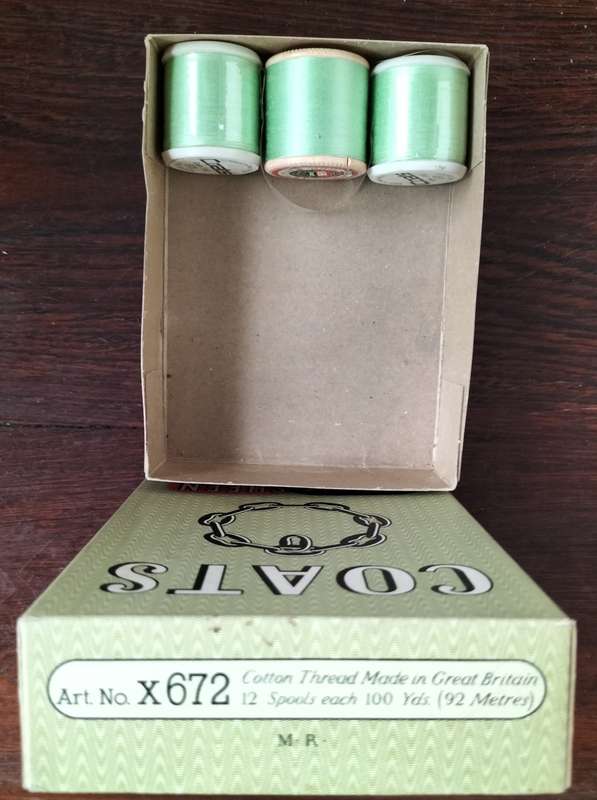 COATS
Art. No. X672
Cotton Thread Made in Great Britain
12 Spools each 100 Yds. (92 Metres)
M·R·